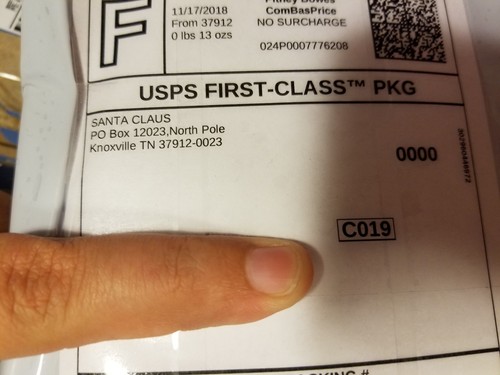 F
11/17/2018
From 37912
0 lbs 13 ozs
Pitney Bowes
ComBasPrice
NO SURCHARGE
024P0007776208
USPS FIRST-CLASS™ PKG
SANTA CLAUS
PO Box 12023,North Pole
Knoxville TN 37912-0023
0000
C019